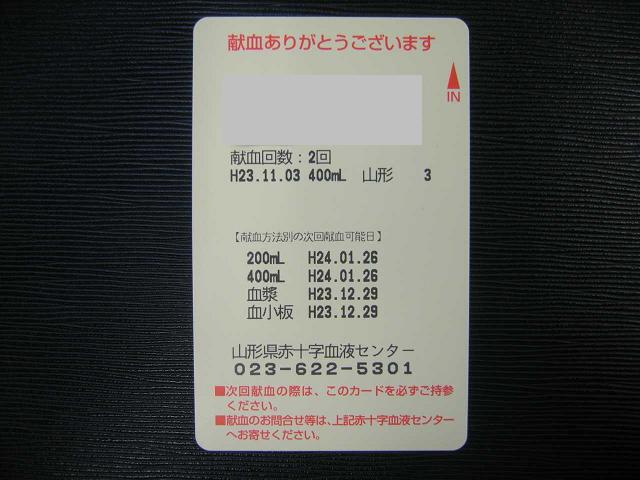 献血ありがとうございます
IN
献血回数:2回
H23.11.03 400mL 山形 3
【献血方法別の次回献血可能日】
200mL H24.01.26
400mL H24.01.26
血漿 H23.12.29
血小板 H23.12.29
山形県赤十字血液センター
023-622-5301
■次回献血の際は、このカードを必ずご持参
ください。
■献血のお問合せ等は、上記赤十字血液センター
へお寄せください。